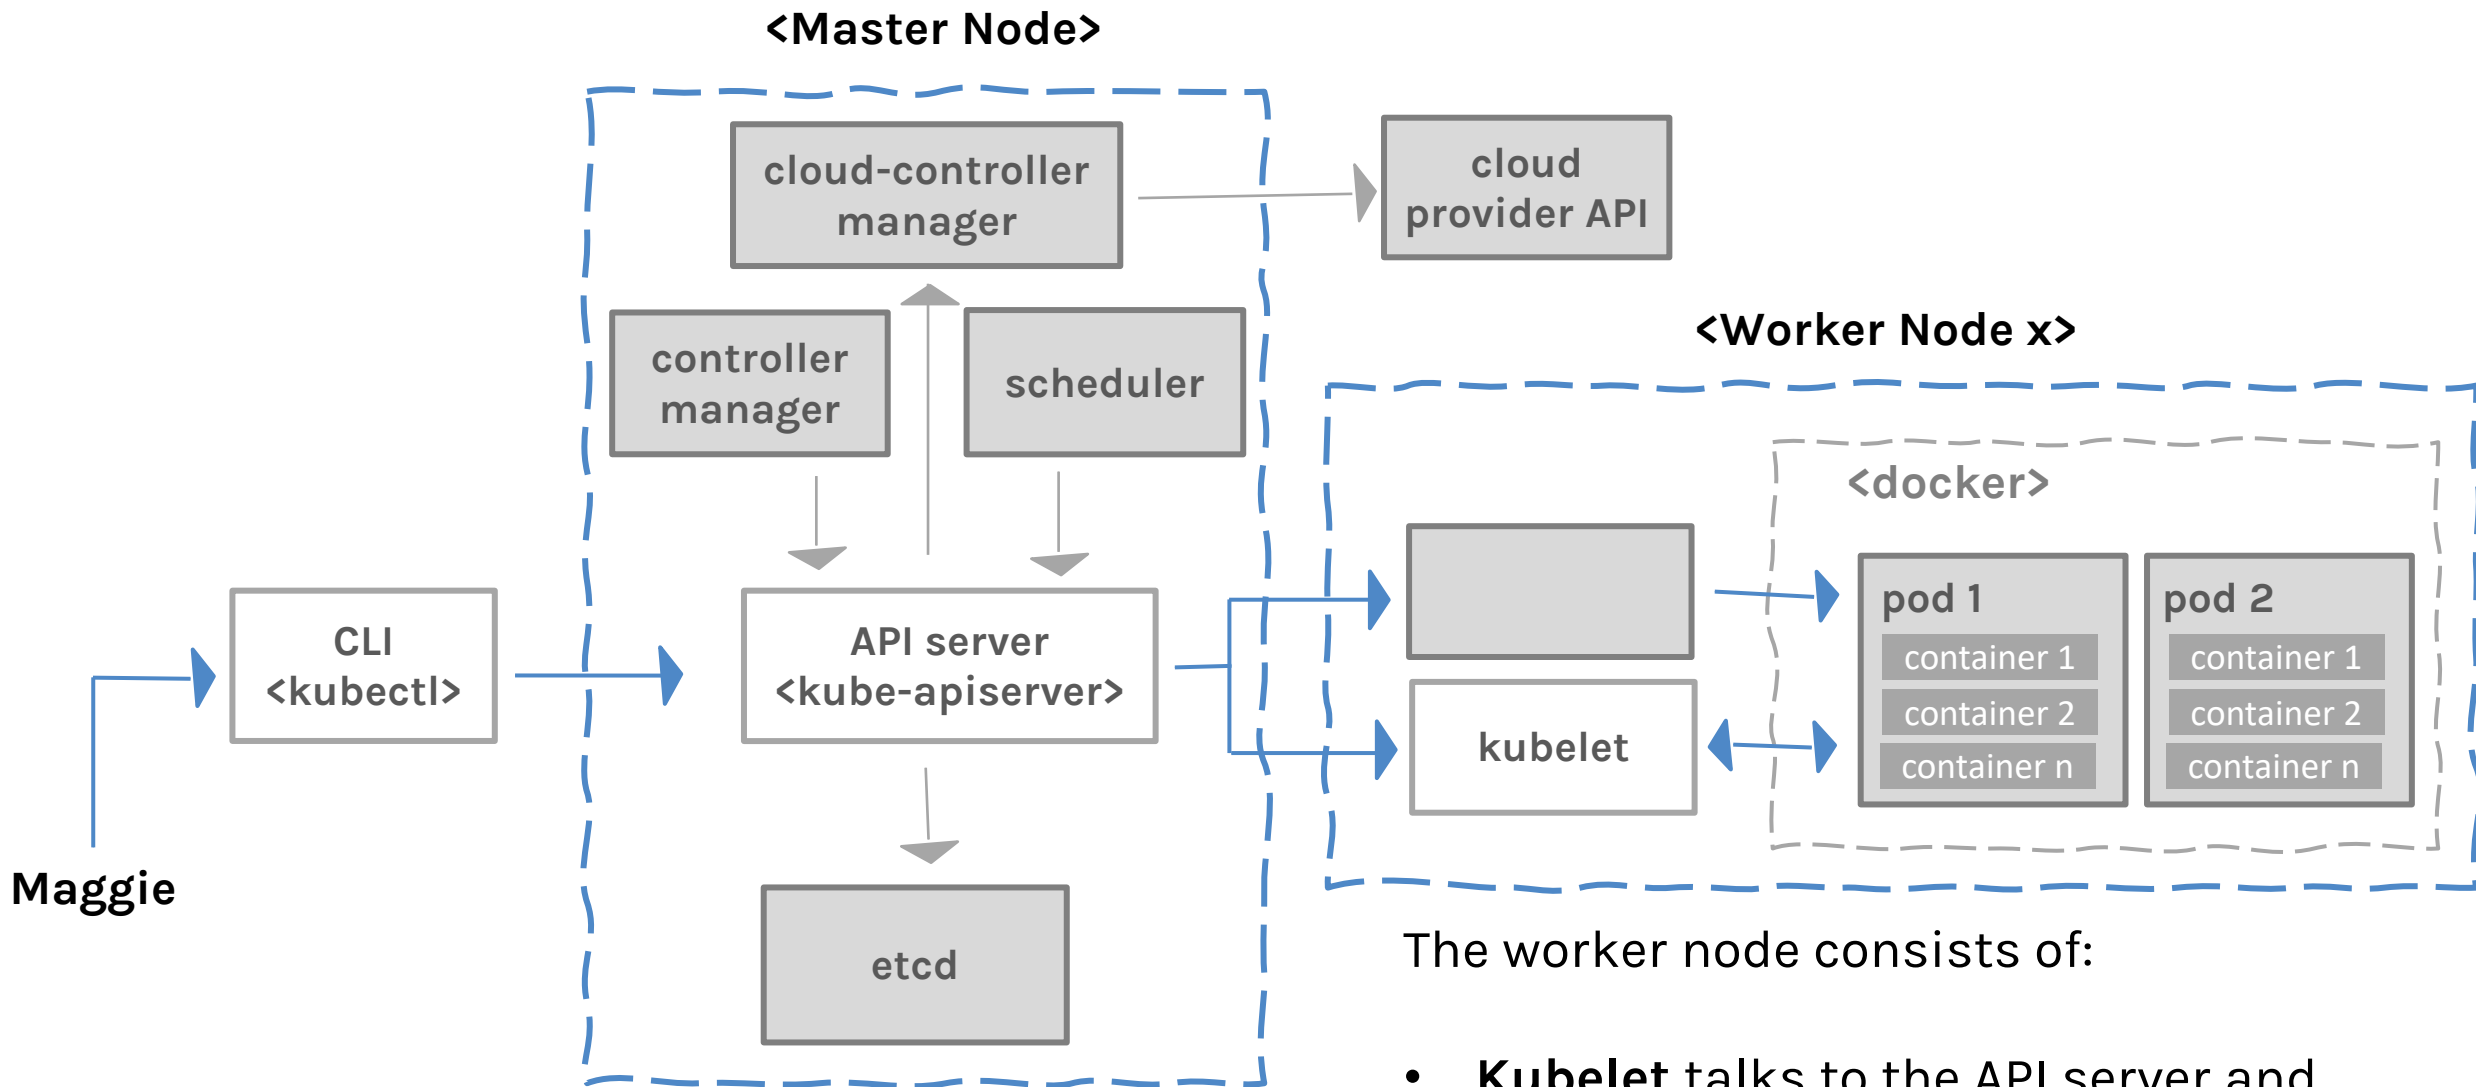 <Master Node>
cloud-controller
manager
cloud
provider API
controller
manager
scheduler
<Worker Node x>
<docker>
CLI
<kubectl>
API server
<kube-apiserver>
kubelet
pod 1
container 1
container 2
container n
pod 2
container 1
container 2
container n
Maggie
etcd
The worker node consists of:
• Kubelet talks to the API server and